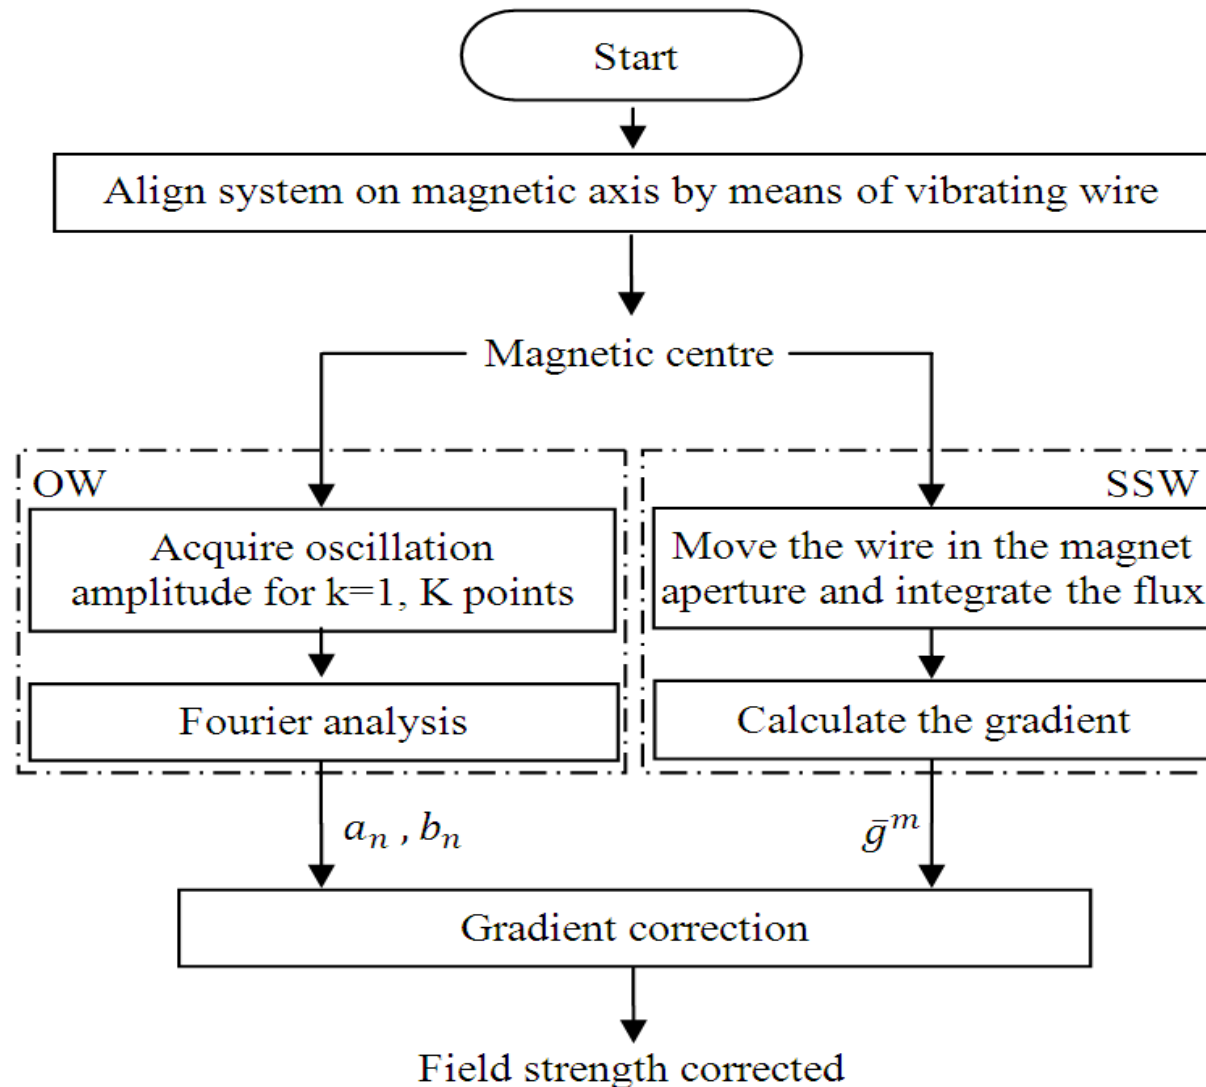 Start
Align system on magnetic axis by means of vibrating wire
Magnetic centre
OW
Acquire oscillation
amplitude for k=1, K points
Fourier analysis
SSW
Move the wire in the magnet
aperture and integrate the flux
Calculate the gradient
aₙ , bₙ
ḡᵐ
Gradient correction
Field strength corrected